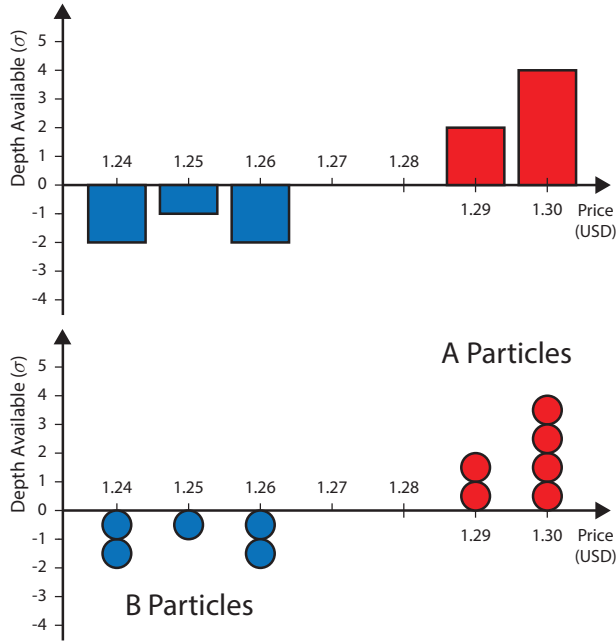 Depth Available (σ)
5
4
3
2
1
0
-1
-2
-3
-4
1.24 1.25 1.26 1.27 1.28
1.29 1.30 Price
(USD)
A Particles
Depth Available (σ)
5
4
3
2
1
0
-1
-2
-3
-4
1.24 1.25 1.26 1.27 1.28
1.29 1.30 Price
(USD)
B Particles